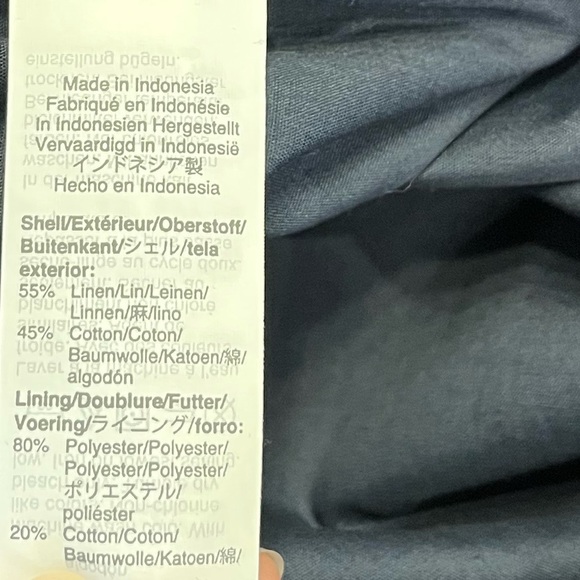 Made in Indonesia
Fabriqué en Indonésie
In Indonesien Hergestellt
Vervaardigd in Indonesië
インドネシア製
Hecho en Indonesia
Shell/Extérieur/Oberstoff/
Buitenkant/シェル/tela
exterior:
55% Linen/Lin/Leinen/
Linnen/麻/lino
45% Cotton/Coton/
Baumwolle/Katoen/綿/
algodón
Lining/Doublure/Futter/
Voering/ライニング/forro:
80% Polyester/Polyester/
Polyester/Polyester/
ポリエステル/
poliéster
20% Cotton/Coton/
Baumwolle/Katoen/綿/
algodón